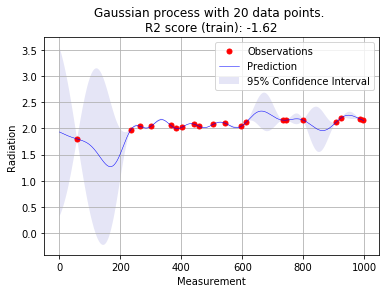 Gaussian process with 20 data points.
R2 score (train): -1.62
Observations
Prediction
95% Confidence Interval
3.5
3.0
2.5
2.0
1.5
1.0
0.5
0.0
Radiation
0 200 400 600 800 1000
Measurement